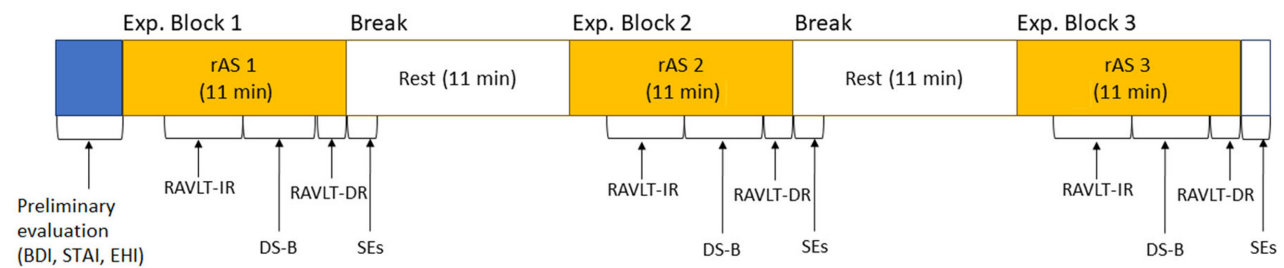 Exp. Block 1
Break
Exp. Block 2
Break
Exp. Block 3
rAS 1
(11 min)
Rest (11 min)
rAS 2
(11 min)
Rest (11 min)
rAS 3
(11 min)
Preliminary
evaluation
(BDI, STAI, EHI)
RAVLT-IR
DS-B
RAVLT-DR
SEs
RAVLT-IR
DS-B
RAVLT-DR
SEs
RAVLT-IR
DS-B
RAVLT-DR
SEs